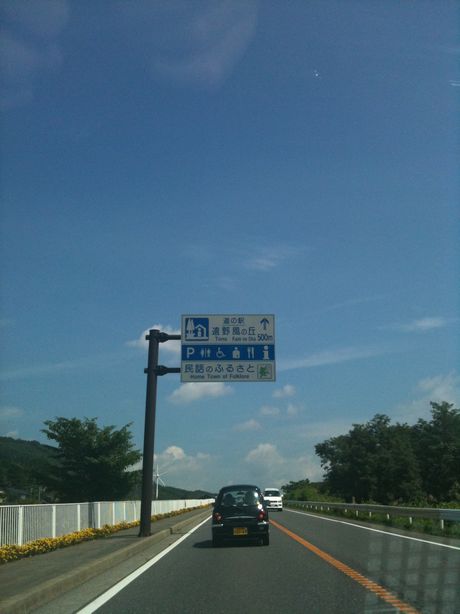 道の駅
遠野風の丘
Tono Kaze-no Oka
500m
P
民話のふるさと
Home Town of Folklore